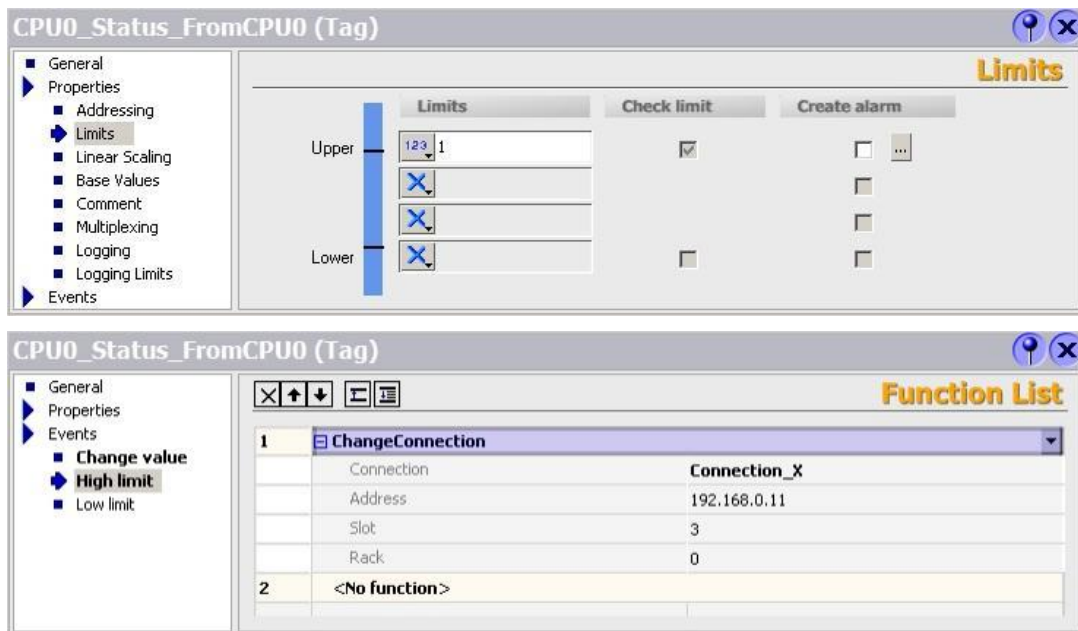 CPU0_Status_FromCPU0 (Tag)
General
Properties
Addressing
Limits
Linear Scaling
Base Values
Comment
Multiplexing
Logging
Logging Limits
Events
Limits
Limits Check limit Create alarm
Upper 123 1 ...
Lower
CPU0_Status_FromCPU0 (Tag)
General
Properties
Events
Change value
High limit
Low limit
Function List
1 ChangeConnection
Connection Connection_X
Address 192.168.0.11
Slot 3
Rack 0
2 <No function>